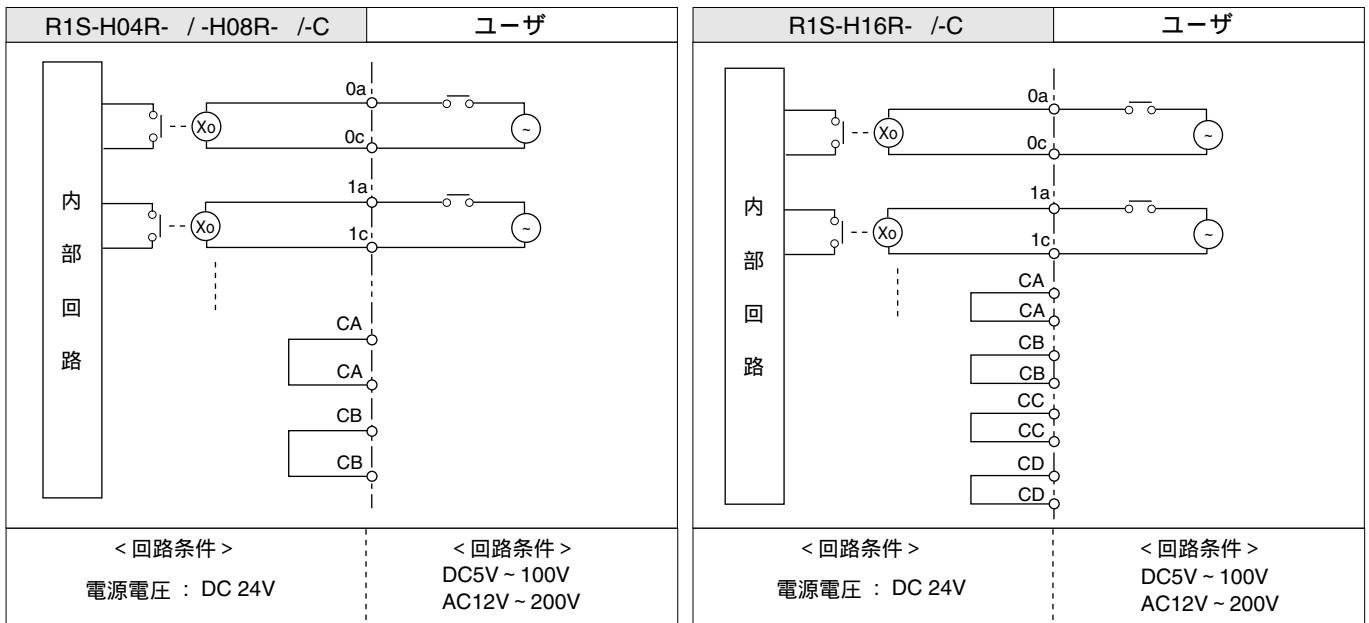 R1S-H04R- / -H08R- /-C
ユーザ
0a
Xo
~
0c
1a
Xo
~
1c
内部回路
CA
CA
CB
CB
<回路条件>
電源電圧 : DC 24V
<回路条件>
DC5V ~ 100V
AC12V ~ 200V
R1S-H16R- /-C
ユーザ
0a
Xo
~
0c
1a
Xo
~
1c
内部回路
CA
CA
CB
CB
CC
CC
CD
CD
<回路条件>
電源電圧 : DC 24V
<回路条件>
DC5V ~ 100V
AC12V ~ 200V